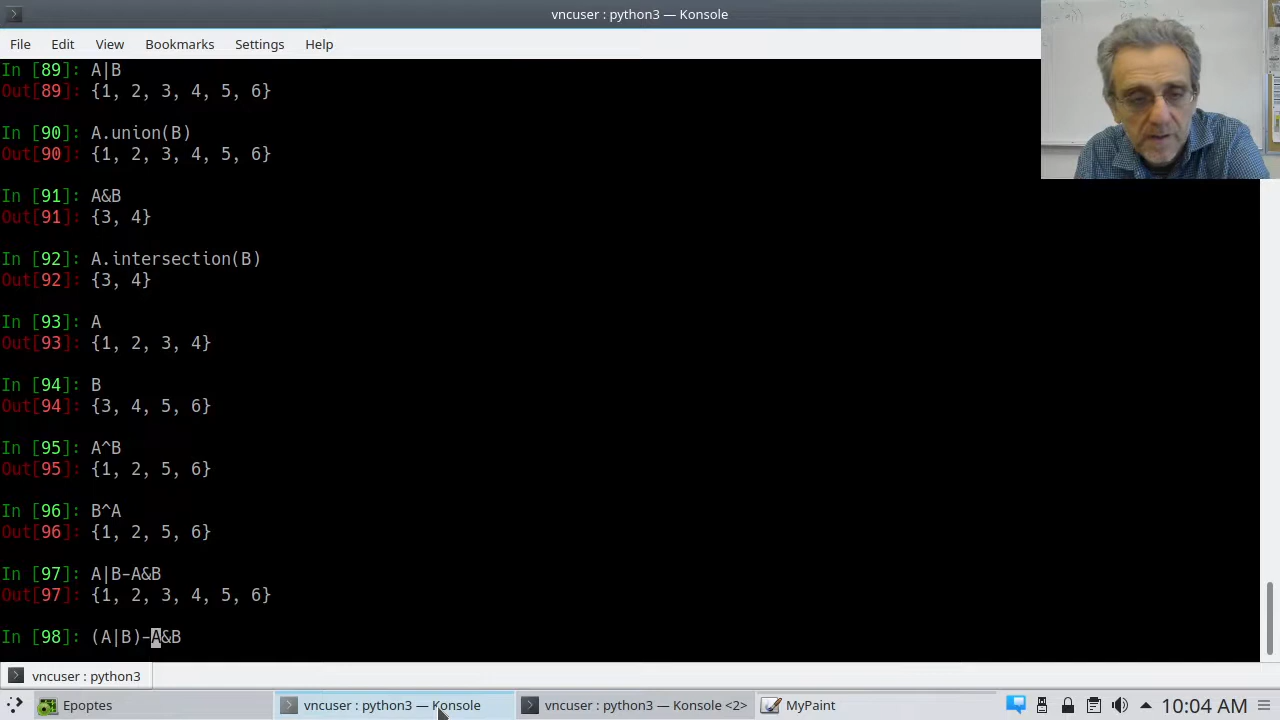 vncuser : python3 — Konsole
File Edit View Bookmarks Settings Help
In [89]: A|B
Out[89]: {1, 2, 3, 4, 5, 6}
In [90]: A.union(B)
Out[90]: {1, 2, 3, 4, 5, 6}
In [91]: A&B
Out[91]: {3, 4}
In [92]: A.intersection(B)
Out[92]: {3, 4}
In [93]: A
Out[93]: {1, 2, 3, 4}
In [94]: B
Out[94]: {3, 4, 5, 6}
In [95]: A^B
Out[95]: {1, 2, 5, 6}
In [96]: B^A
Out[96]: {1, 2, 5, 6}
In [97]: A|B-A&B
Out[97]: {1, 2, 3, 4, 5, 6}
In [98]: (A|B)-A&B
vncuser : python3
Epoptes vncuser : python3 — Konsole vncuser : python3 — Konsole <2> MyPaint 10:04 AM